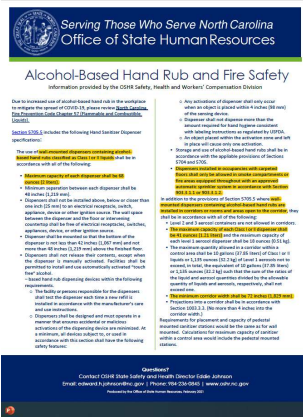 Serving Those Who Serve North Carolina
Office of State Human Resources
Alcohol-Based Hand Rub and Fire Safety
Information provided by the OSHR Safety, Health and Workers' Compensation Division
Due to increased use of alcohol-based hand rub in the workplace
to mitigate the spread of COVID-19, please review North Carolina
Fire Prevention Code Chapter 57 (Flammable and Combustible
Liquids).
Section 5705.5 includes the following Hand Sanitizer Dispenser
specifications:
The use of wall-mounted dispensers containing alcohol-
based hand rubs classified as Class I or II liquids shall be in
accordance with all of the following:
• Maximum capacity of each dispenser shall be 68
ounces (2 liters).
• Minimum separation between each dispenser shall be
48 inches (1,219 mm).
• Dispensers shall not be installed above, below or closer than
one inch (25 mm) to an electrical receptacle, switch,
appliance, device or other ignition source. The wall space
between the dispenser and the floor or intervening
countertop shall be free of electrical receptacles, switches,
appliances, devices, or other ignition sources.
• Dispenser shall be mounted so that the bottom of the
dispenser is not less than 42 inches (1,067 mm) and not
more than 48 inches (1,219 mm) above the finished floor.
• Dispensers shall not release their contents, except when
the dispenser is manually activated. Facilities shall be
permitted to install and use automatically activated "touch
free" alcohol-
based hand rub dispensing devices within the following
requirements.
o The facility or persons responsible for the dispensers
shall test the dispenser each time a new refill is
installed in accordance with the manufacturer's care
and use instructions.
o Dispensers shall be designed and must operate in a
manner that ensures accidental or malicious
activations of the dispensing device are minimized. At
a minimum, all devices subject to, or used in
accordance with this section shall have the following
safety features:
o Any activations of dispenser shall only occur
when an object is placed within 4 inches (98 mm)
of the sensing device.
o Dispenser shall not dispense more than the
amount required for hand hygiene consistent
with labeling instructions as regulated by USFDA.
o An object placed within the activation zone and left
in place will cause only one activation.
• Storage and use of alcohol-based hand rubs shall be in
accordance with the applicable provisions of Sections
5704 and 5705.
• Dispensers installed in occupancies with carpeted
floors shall only be allowed in smoke compartments or
fire areas equipped throughout with an approved
automatic sprinkler system in accordance with Section
903.3.1.1 or 903.3.1.2.
In addition to the provisions of Section 5705.5 where wall-
mounted dispensers containing alcohol-based hand rubs are
installed in corridors or rooms and areas open to the corridor, they
shall be in accordance with all of the following:
• Level 2 and 3 aerosol containers are not allowed in corridors.
• The maximum capacity of each Class I or II dispenser shall
be 41 ounces (1.21 liters) and the maximum capacity of
each level 1 aerosol dispenser shall be 18 ounces (0.51 kg).
• The maximum quantity allowed in a corridor within a
control area shall be 10 gallons (37.85 liters) of Class I or II
liquids or 1,135 ounces (32.2 kg) of Level 1 aerosols not to
exceed, in total, the equivalent of 10 gallons (37.85 liters)
or 1,135 ounces (32.2 kg) such that the sum of the ratios of
the liquid and aerosol quantities divided by the allowable
quantity of liquids and aerosols, respectively, shall not
exceed one.
• The minimum corridor width shall be 72 inches (1,829 mm).
• Projections into a corridor shall be in accordance with
Section 1003.3.3. (No more than 4 inches into the
corridor width.)
Requirements for placement and capacity of pedestal
mounted sanitizer stations would be the same as for wall
mounted. Calculations for maximum capacity of sanitizer
within a control area would include the pedestal mounted
stations.
Questions?
Contact OSHR State Safety and Health Director Eddie Johnson
Email: edward.h.johnson@nc.gov | Phone: 984-236-0845 | www.oshr.nc.gov
Produced by the Office of State Human Resources, February 2021